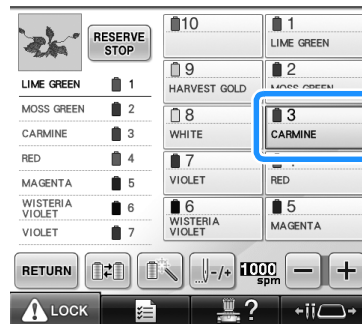 RESERVE
STOP
LIME GREEN 1
MOSS GREEN 2
CARMINE 3
RED 4
MAGENTA 5
WISTERIA
VIOLET 6
VIOLET 7
10
1
LIME GREEN
9
HARVEST GOLD
2
MOSS GREEN
8
WHITE
3
CARMINE
7
VIOLET
RED
6
WISTERIA
VIOLET
5
MAGENTA
RETURN
-/+
1000
spm
−
+
LOCK
?